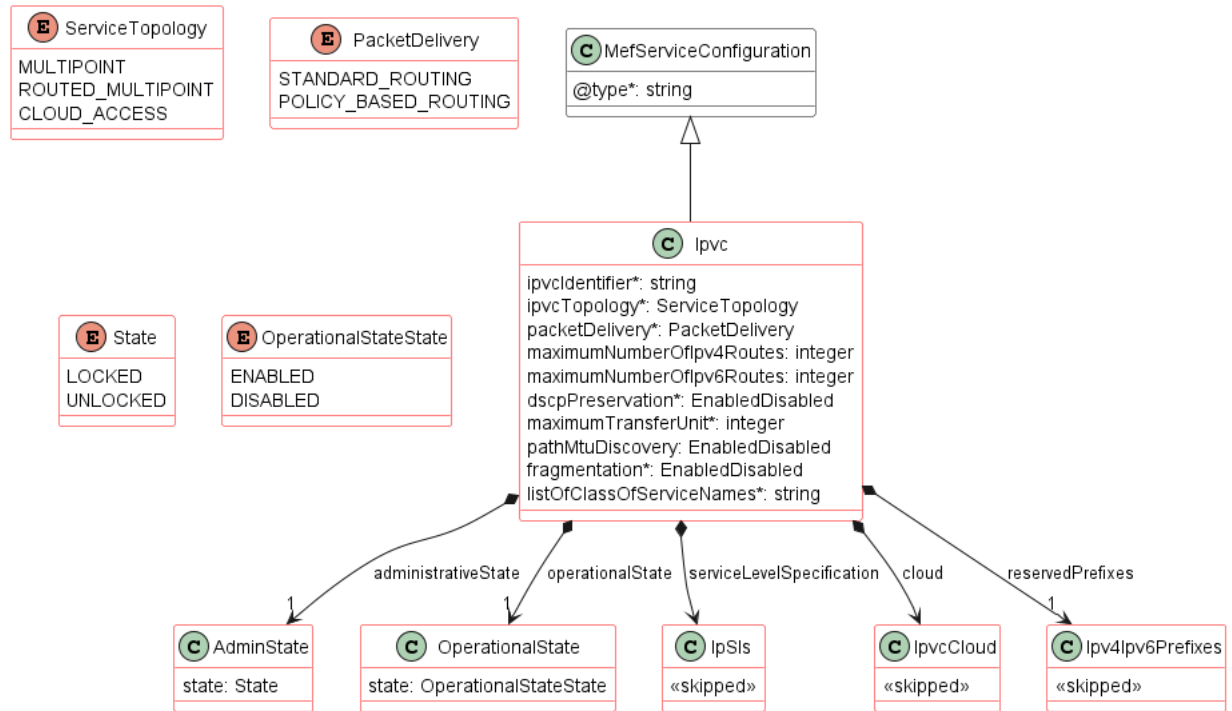 E ServiceTopology
MULTIPOINT
ROUTED_MULTIPOINT
CLOUD_ACCESS
E PacketDelivery
STANDARD_ROUTING
POLICY_BASED_ROUTING
C MefServiceConfiguration
@type*: string
E State
LOCKED
UNLOCKED
E OperationalStateState
ENABLED
DISABLED
C Ipvc
ipvcIdentifier*: string
ipvcTopology*: ServiceTopology
packetDelivery*: PacketDelivery
maximumNumberOfIpv4Routes: integer
maximumNumberOfIpv6Routes: integer
dscpPreservation*: EnabledDisabled
maximumTransferUnit*: integer
pathMtuDiscovery: EnabledDisabled
fragmentation*: EnabledDisabled
listOfClassOfServiceNames*: string
administrativeState
1
operationalState
1
serviceLevelSpecification
cloud
reservedPrefixes
1
C AdminState
state: State
C OperationalState
state: OperationalStateState
C IpSls
«skipped»
C IpvcCloud
«skipped»
C Ipv4Ipv6Prefixes
«skipped»